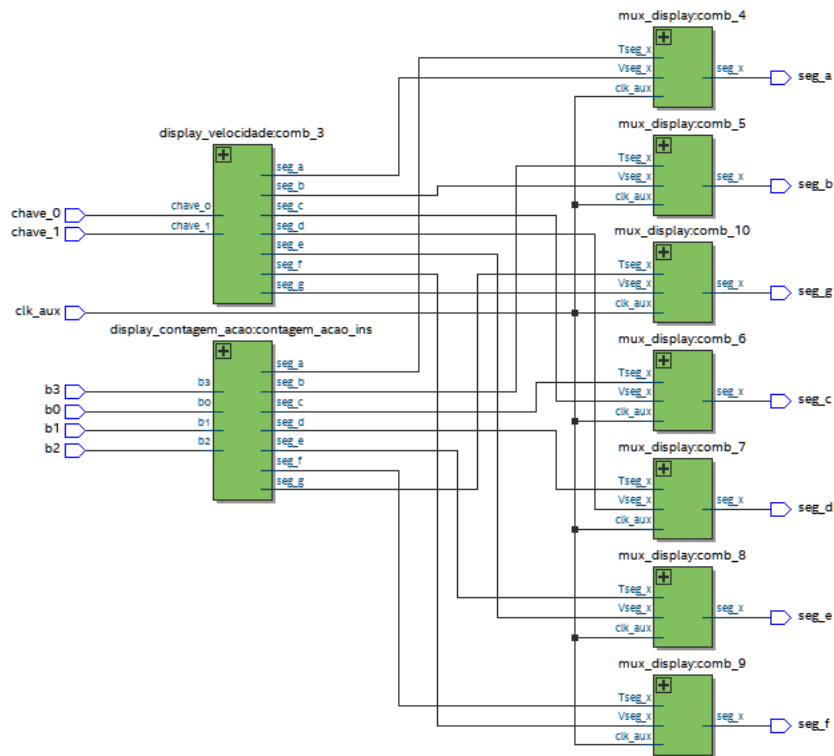 mux_display:comb_4
Tseg_x
Vseg_x
clk_aux
seg_x
seg_a
display_velocidade:comb_3
chave_0
chave_1
chave_0
chave_1
seg_a
seg_b
seg_c
seg_d
seg_e
seg_f
seg_g
mux_display:comb_5
Tseg_x
Vseg_x
clk_aux
seg_x
seg_b
mux_display:comb_10
Tseg_x
Vseg_x
clk_aux
seg_x
seg_g
clk_aux
display_contagem_acao:contagem_acao_ins
b3
b0
b1
b2
b3
b0
b1
b2
seg_a
seg_b
seg_c
seg_d
seg_e
seg_f
seg_g
mux_display:comb_6
Tseg_x
Vseg_x
clk_aux
seg_x
seg_c
mux_display:comb_7
Tseg_x
Vseg_x
clk_aux
seg_x
seg_d
mux_display:comb_8
Tseg_x
Vseg_x
clk_aux
seg_x
seg_e
mux_display:comb_9
Tseg_x
Vseg_x
clk_aux
seg_x
seg_f